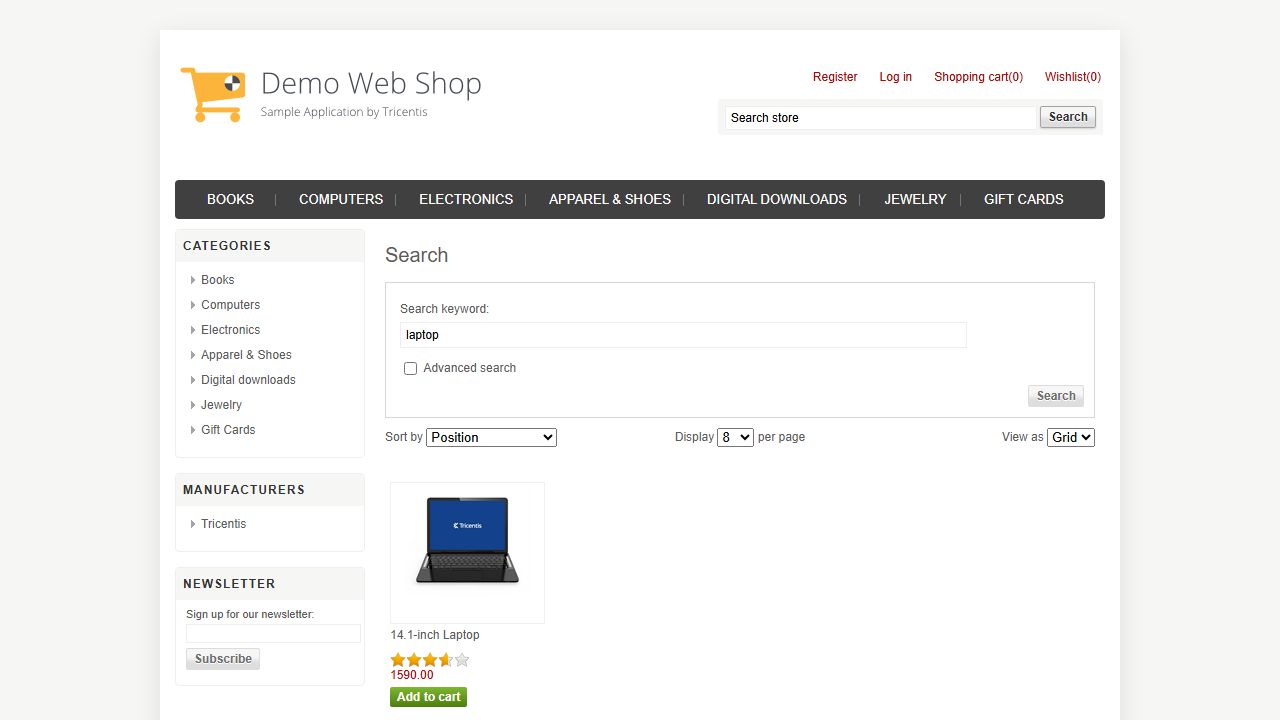 Demo Web Shop
Sample Application by Tricentis
Register Log in Shopping cart(0) Wishlist(0)
Search store Search
BOOKS COMPUTERS ELECTRONICS APPAREL & SHOES DIGITAL DOWNLOADS JEWELRY GIFT CARDS
CATEGORIES
Books
Computers
Electronics
Apparel & Shoes
Digital downloads
Jewelry
Gift Cards
MANUFACTURERS
Tricentis
NEWSLETTER
Sign up for our newsletter:
Subscribe
Search
Search keyword:
laptop
Advanced search
Search
Sort by Position Display 8 per page View as Grid
Tricentis
14.1-inch Laptop
1590.00
Add to cart